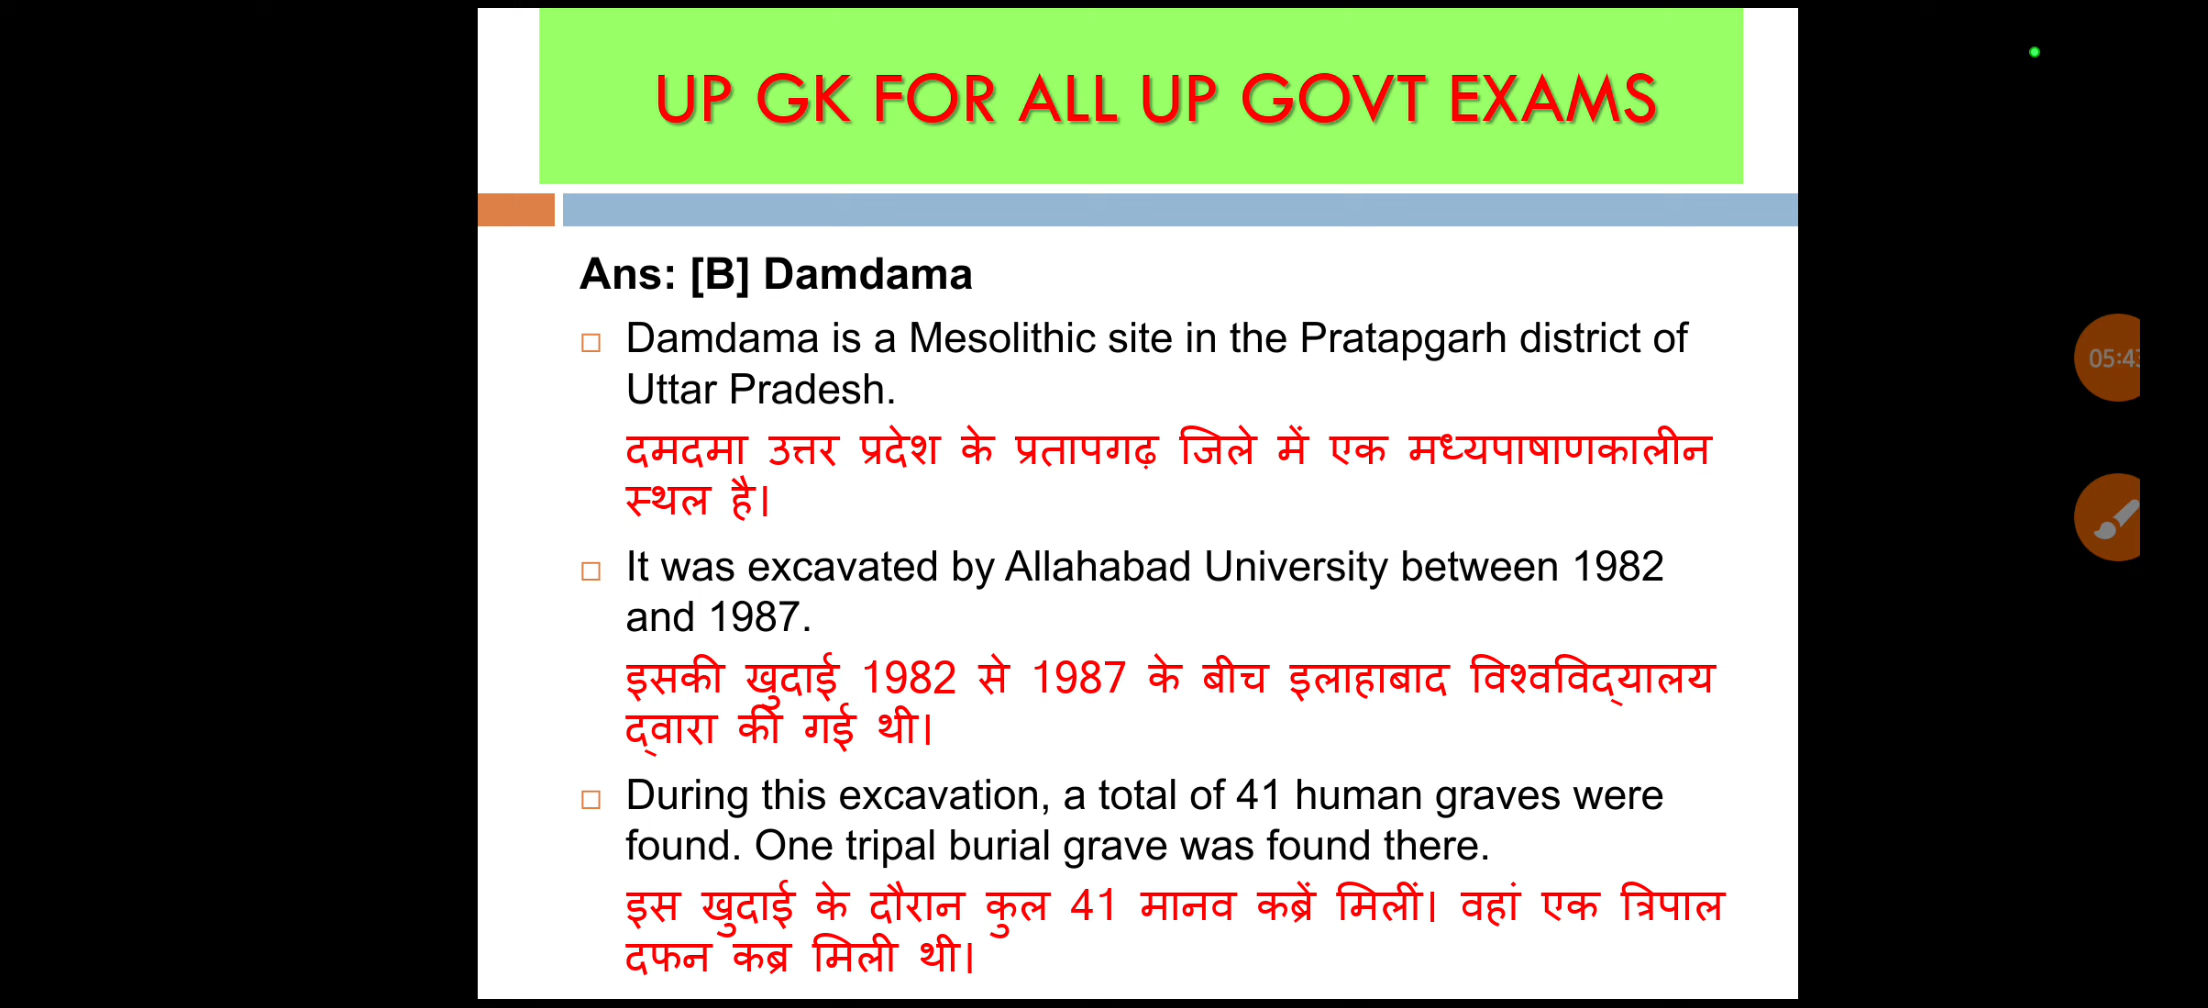 UP GK FOR ALL UP GOVT EXAMS
Ans: [B] Damdama
Damdama is a Mesolithic site in the Pratapgarh district of
Uttar Pradesh.
दमदमा उत्तर प्रदेश के प्रतापगढ़ जिले में एक मध्यपाषाणकालीन
स्थल है।
It was excavated by Allahabad University between 1982
and 1987.
इसकी खुदाई 1982 से 1987 के बीच इलाहाबाद विश्वविद्यालय
द्वारा की गई थी।
During this excavation, a total of 41 human graves were
found. One tripal burial grave was found there.
इस खुदाई के दौरान कुल 41 मानव कब्रें मिलीं। वहां एक त्रिपाल
दफन कब्र मिली थी।